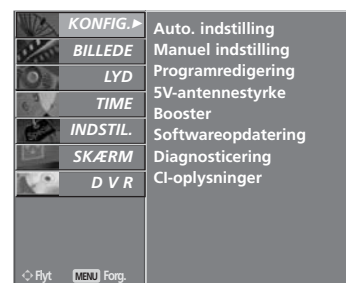 KONFIG.
BILLEDE
LYD
TIME
INDSTIL.
SKÆRM
D V R
Auto. indstilling
Manuel indstilling
Programredigering
5V-antennestyrke
Booster
Softwareopdatering
Diagnosticering
CI-oplysninger
Flyt MENU Forg.